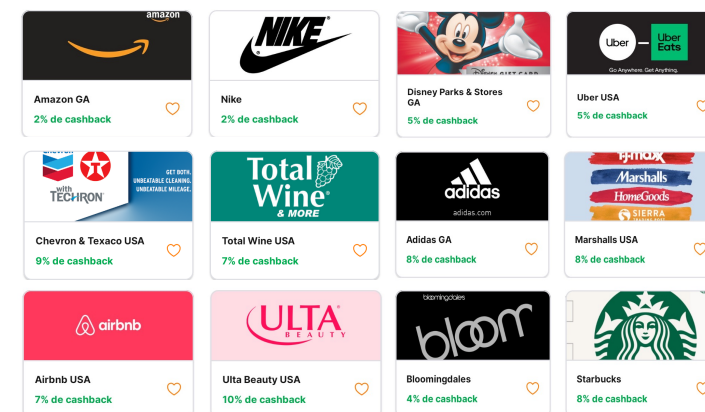 amazon
NIKE
DISNEY GIFT CARD
Uber
Uber
Eats
Go Anywhere. Get Anything.
Amazon GA
2% de cashback
Nike
2% de cashback
Disney Parks & Stores
GA
5% de cashback
Uber USA
5% de cashback
with
TECHRON
GET BOTH.
UNBEATABLE CLEANING.
UNBEATABLE MILEAGE.
Total
Wine
& MORE
adidas
adidas.com
T.J.maxx
Marshalls
HomeGoods
SIERRA
Chevron & Texaco USA
9% de cashback
Total Wine USA
7% de cashback
Adidas GA
8% de cashback
Marshalls USA
8% de cashback
airbnb
ULTA
BEAUTY
bloomingdales
bloom
Airbnb USA
7% de cashback
Ulta Beauty USA
10% de cashback
Bloomingdales
4% de cashback
Starbucks
8% de cashback